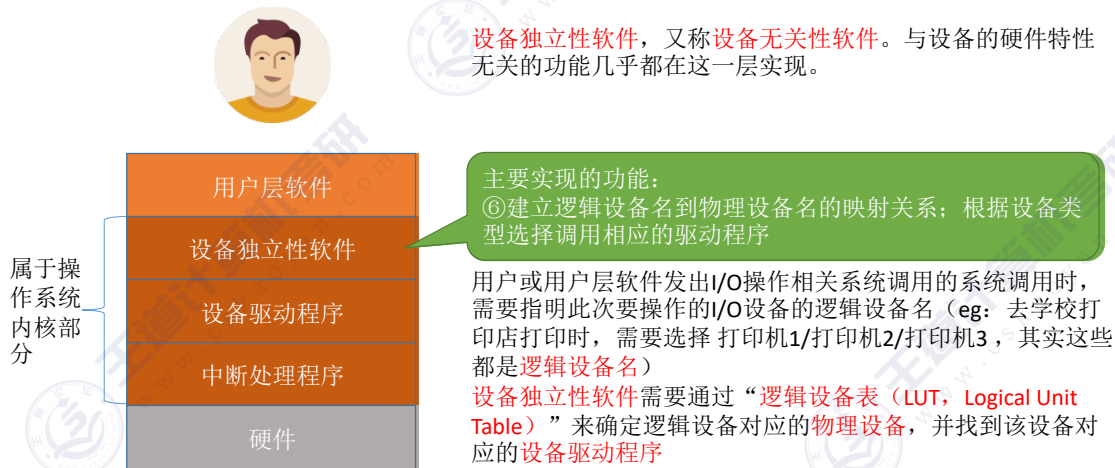 设备独立性软件，又称设备无关性软件。与设备的硬件特性
无关的功能几乎都在这一层实现。
用户层软件
设备独立性软件
设备驱动程序
中断处理程序
硬件
属于操
作系统
内核部
分
主要实现的功能：
⑥建立逻辑设备名到物理设备名的映射关系；根据设备类
型选择调用相应的驱动程序
用户或用户层软件发出I/O操作相关系统调用的系统调用时，
需要指明此次要操作的I/O设备的逻辑设备名（eg：去学校打
印店打印时，需要选择 打印机1/打印机2/打印机3 ，其实这些
都是逻辑设备名）
设备独立性软件需要通过“逻辑设备表（LUT，Logical Unit
Table）”来确定逻辑设备对应的物理设备，并找到该设备对
应的设备驱动程序